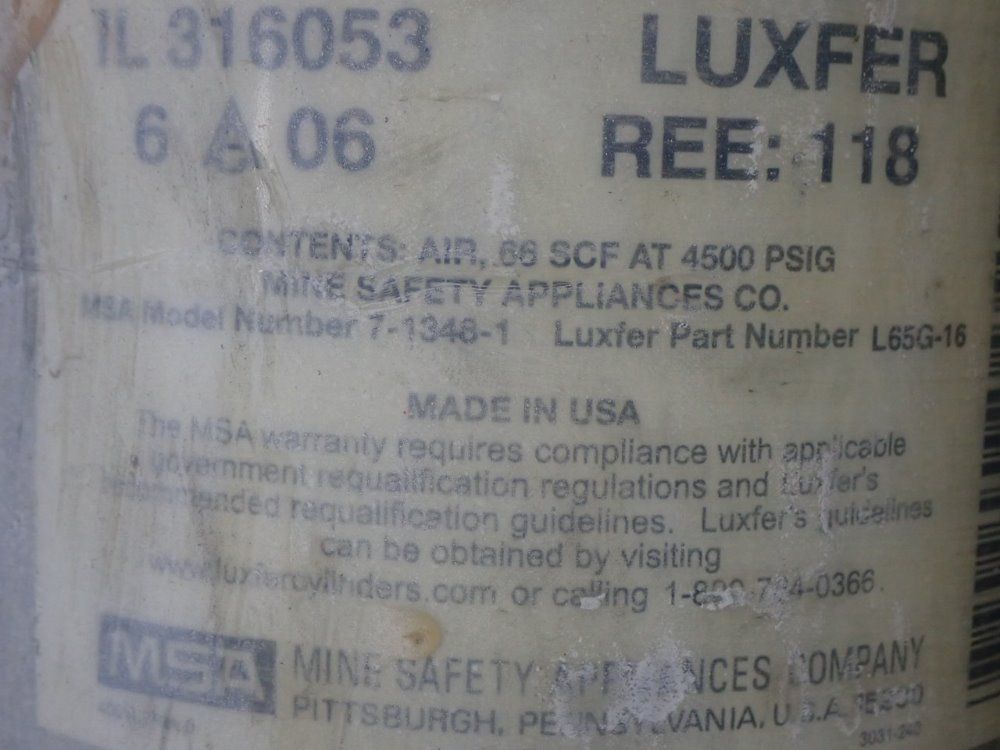 IL 316053
LUXFER
6 06
REE: 118
CONTENTS: AIR, 66 SCF AT 4500 PSIG
MINE SAFETY APPLIANCES CO.
MSA Model Number 7-1348-1 Luxfer Part Number L65G-16
MADE IN USA
The MSA warranty requires compliance with applicable
government requalification regulations and Luxfer's
recommended requalification guidelines. Luxfer's guidelines
can be obtained by visiting
www.luxfercylinders.com or calling
MSA MINE SAFETY APPLIANCES COMPANY
PITTSBURGH, PENNSYLVANIA, U.S.A.
3031-240